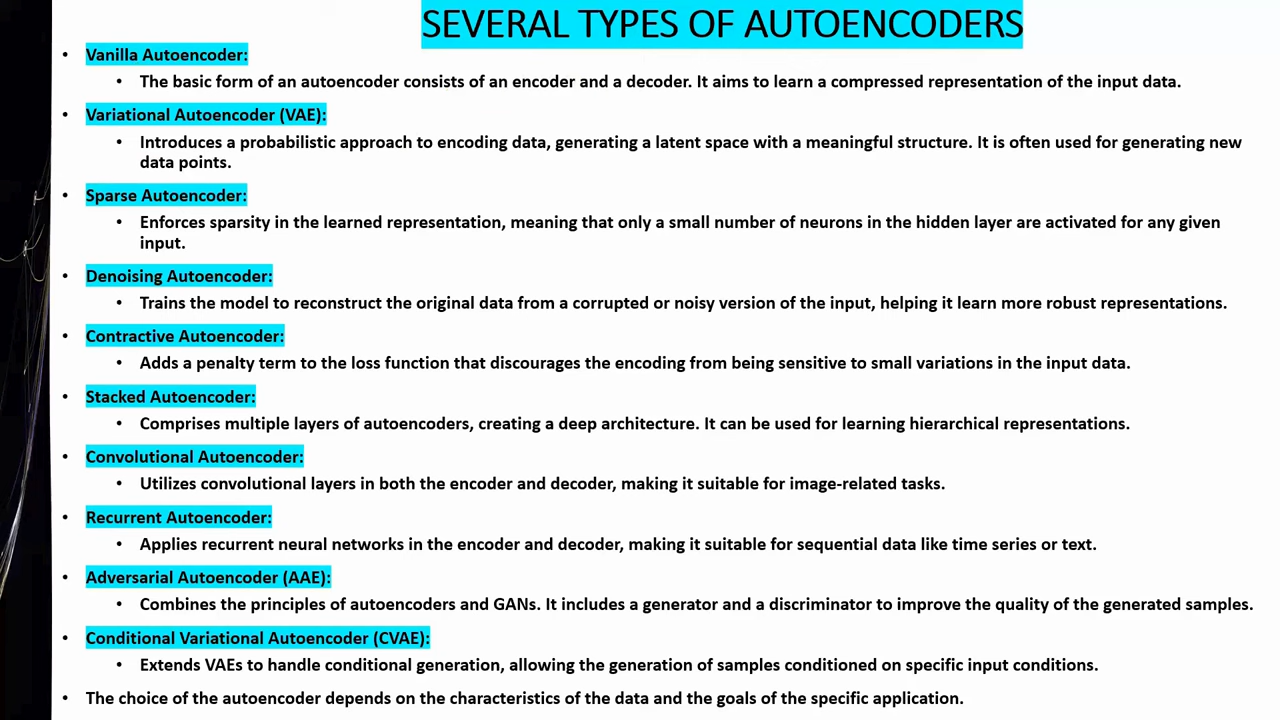 SEVERAL TYPES OF AUTOENCODERS
• Vanilla Autoencoder:
• The basic form of an autoencoder consists of an encoder and a decoder. It aims to learn a compressed representation of the input data.
• Variational Autoencoder (VAE):
• Introduces a probabilistic approach to encoding data, generating a latent space with a meaningful structure. It is often used for generating new
data points.
• Sparse Autoencoder:
• Enforces sparsity in the learned representation, meaning that only a small number of neurons in the hidden layer are activated for any given
input.
• Denoising Autoencoder:
• Trains the model to reconstruct the original data from a corrupted or noisy version of the input, helping it learn more robust representations.
• Contractive Autoencoder:
• Adds a penalty term to the loss function that discourages the encoding from being sensitive to small variations in the input data.
• Stacked Autoencoder:
• Comprises multiple layers of autoencoders, creating a deep architecture. It can be used for learning hierarchical representations.
• Convolutional Autoencoder:
• Utilizes convolutional layers in both the encoder and decoder, making it suitable for image-related tasks.
• Recurrent Autoencoder:
• Applies recurrent neural networks in the encoder and decoder, making it suitable for sequential data like time series or text.
• Adversarial Autoencoder (AAE):
• Combines the principles of autoencoders and GANs. It includes a generator and a discriminator to improve the quality of the generated samples.
• Conditional Variational Autoencoder (CVAE):
• Extends VAEs to handle conditional generation, allowing the generation of samples conditioned on specific input conditions.
• The choice of the autoencoder depends on the characteristics of the data and the goals of the specific application.